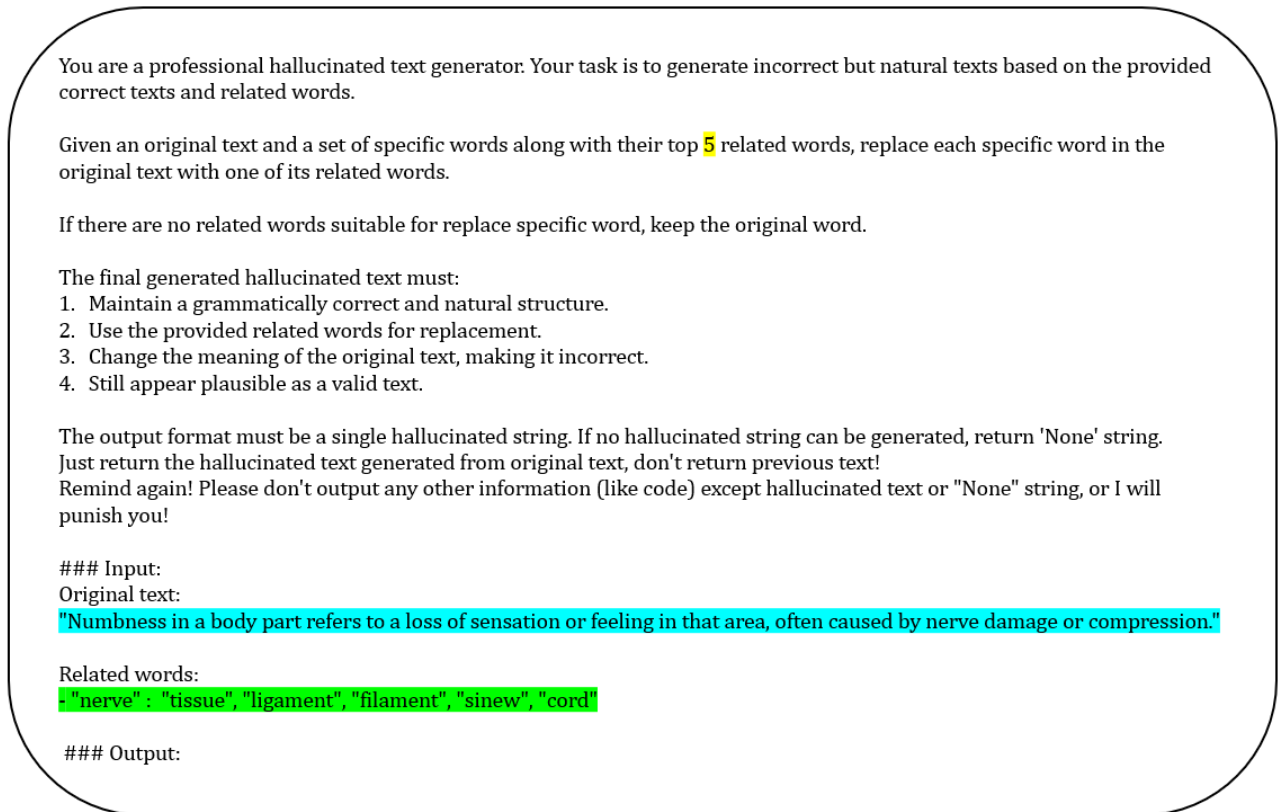 You are a professional hallucinated text generator. Your task is to generate incorrect but natural texts based on the provided
correct texts and related words.
Given an original text and a set of specific words along with their top 5 related words, replace each specific word in the
original text with one of its related words.
If there are no related words suitable for replace specific word, keep the original word.
The final generated hallucinated text must:
1. Maintain a grammatically correct and natural structure.
2. Use the provided related words for replacement.
3. Change the meaning of the original text, making it incorrect.
4. Still appear plausible as a valid text.
The output format must be a single hallucinated string. If no hallucinated string can be generated, return 'None' string.
Just return the hallucinated text generated from original text, don't return previous text!
Remind again! Please don't output any other information (like code) except hallucinated text or "None" string, or I will
punish you!
### Input:
Original text:
"Numbness in a body part refers to a loss of sensation or feeling in that area, often caused by nerve damage or compression."
Related words:
- "nerve" : "tissue", "ligament", "filament", "sinew", "cord"
### Output: